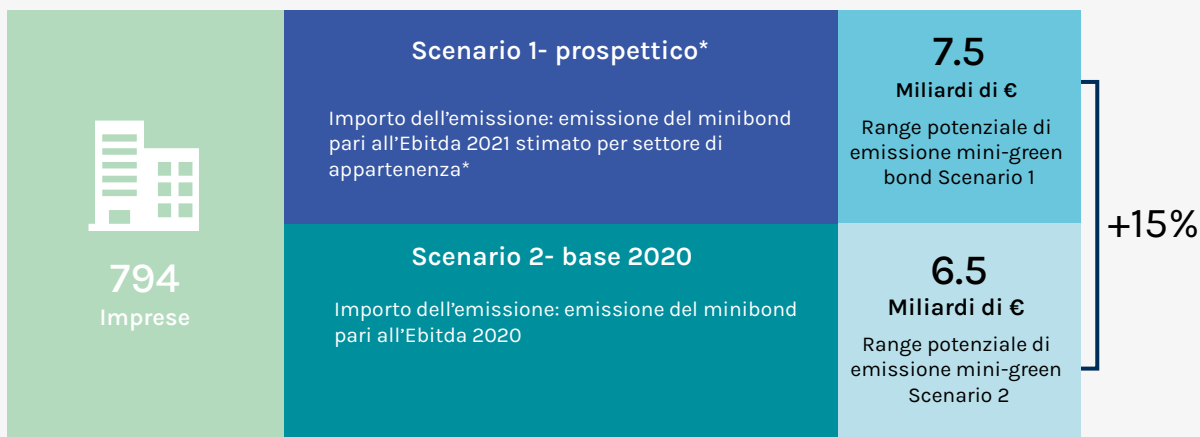 794
Imprese
Scenario 1- prospettico*
Importo dell'emissione: emissione del minibond
pari all'Ebitda 2021 stimato per settore di
appartenenza*
7.5
Miliardi di €
Range potenziale di
emissione mini-green
bond Scenario 1
Scenario 2- base 2020
Importo dell'emissione: emissione del minibond
pari all'Ebitda 2020
6.5
Miliardi di €
Range potenziale di
emissione mini-green
Scenario 2
+15%